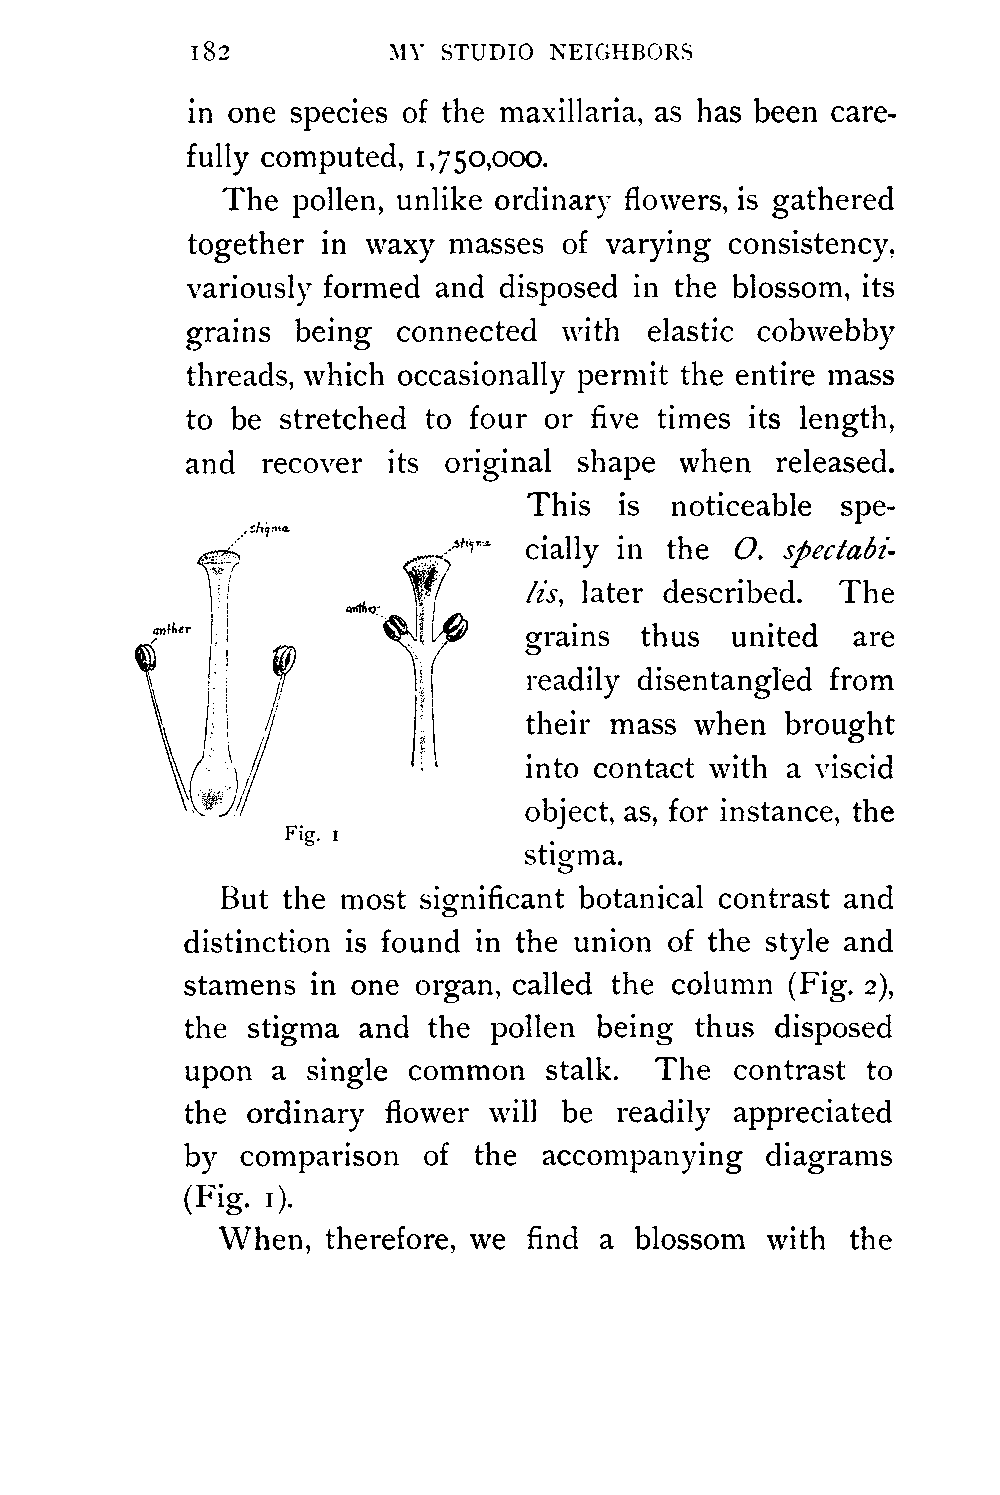 182 MY STUDIO NEIGHBORS
in one species of the maxillaria, as has been care-
fully computed, 1,750,000.
The pollen, unlike ordinary flowers, is gathered
together in waxy masses of varying consistency,
variously formed and disposed in the blossom, its
grains being connected with elastic cobwebby
threads, which occasionally permit the entire mass
to be stretched to four or five times its length,
and recover its original shape when released.
This is noticeable spe-
cially in the O. spectabi-
lis, later described. The
grains thus united are
readily disentangled from
their mass when brought
into contact with a viscid
object, as, for instance, the
stigma.
stigma
stigma
anther
anther
Fig. 1
But the most significant botanical contrast and
distinction is found in the union of the style and
stamens in one organ, called the column (Fig. 2),
the stigma and the pollen being thus disposed
upon a single common stalk. The contrast to
the ordinary flower will be readily appreciated
by comparison of the accompanying diagrams
(Fig. 1).
When, therefore, we find a blossom with the